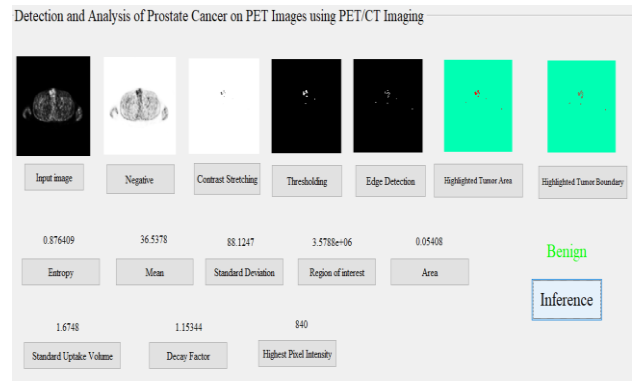 Detection and Analysis of Prostate Cancer on PET Images using PET/CT Imaging
Input image
Negative
Contrast Stretching
Thresholding
Edge Detection
Highlighted Tumor Area
Highlighted Tumor Boundary
0.876409
36.5378
88.1247
3.5788e+06
0.05408
Entropy
Mean
Standard Deviation
Region of interest
Area
Benign
Inference
1.6748
1.15344
840
Standard Uptake Volume
Decay Factor
Highest Pixel Intensity